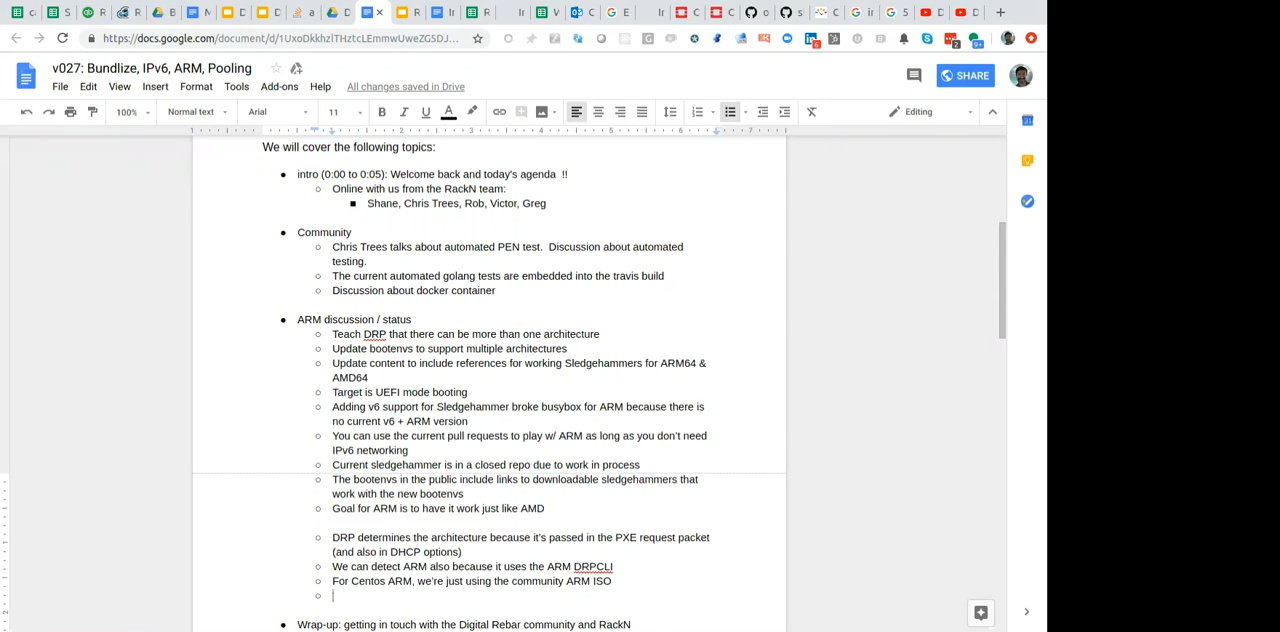 https://docs.google.com/document/d/1UxoDkkhzlTHztcLEmmwUweZG5DJ...
v027: Bundlize, IPv6, ARM, Pooling
File Edit View Insert Format Tools Add-ons Help All changes saved in Drive
SHARE
100% Normal text Arial 11 Editing
We will cover the following topics:
● intro (0:00 to 0:05): Welcome back and today's agenda !!
○ Online with us from the RackN team:
■ Shane, Chris Trees, Rob, Victor, Greg
● Community
○ Chris Trees talks about automated PEN test. Discussion about automated
testing.
○ The current automated golang tests are embedded into the travis build
○ Discussion about docker container
● ARM discussion / status
○ Teach DRP that there can be more than one architecture
○ Update bootenvs to support multiple architectures
○ Update content to include references for working Sledgehammers for ARM64 &
AMD64
○ Target is UEFI mode booting
○ Adding v6 support for Sledgehammer broke busybox for ARM because there is
no current v6 + ARM version
○ You can use the current pull requests to play w/ ARM as long as you don't need
IPv6 networking
○ Current sledgehammer is in a closed repo due to work in process
○ The bootenvs in the public include links to downloadable sledgehammers that
work with the new bootenvs
○ Goal for ARM is to have it work just like AMD
○ DRP determines the architecture because it's passed in the PXE request packet
(and also in DHCP options)
○ We can detect ARM also because it uses the ARM DRPCLI
○ For Centos ARM, we're just using the community ARM ISO
○
● Wrap-up: getting in touch with the Digital Rebar community and RackN